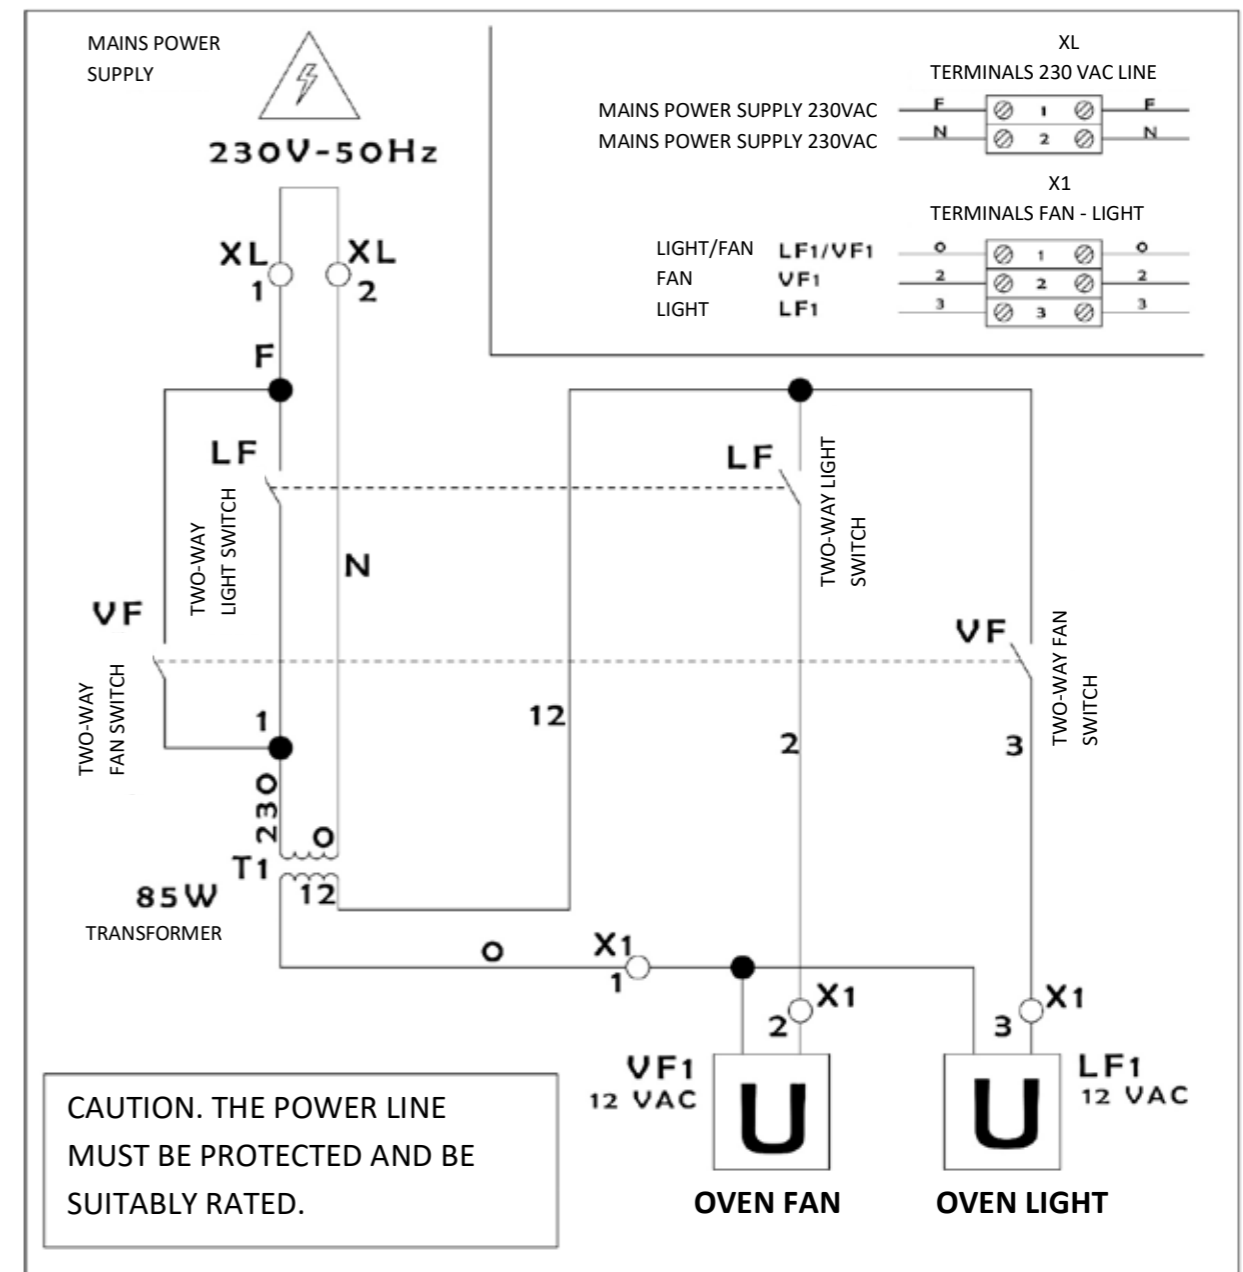 MAINS POWER
SUPPLY
230V-50Hz
XL
TERMINALS 230 VAC LINE
MAINS POWER SUPPLY 230VAC F 1 F
MAINS POWER SUPPLY 230VAC N 2 N
X1
TERMINALS FAN - LIGHT
LIGHT/FAN LF1/VF1 0 1 0
FAN VF1 2 2 2
LIGHT LF1 3 3 3
XL
1
XL
2
F
LF
TWO-WAY
LIGHT SWITCH
N
LF
TWO-WAY LIGHT
SWITCH
VF
TWO-WAY
FAN SWITCH
VF
TWO-WAY FAN
SWITCH
1
12
2
3
230
0
T1
12
85W
TRANSFORMER
0
X1
1
X1
2
X1
3
VF1
12 VAC
U
OVEN FAN
LF1
12 VAC
U
OVEN LIGHT
CAUTION. THE POWER LINE
MUST BE PROTECTED AND BE
SUITABLY RATED.